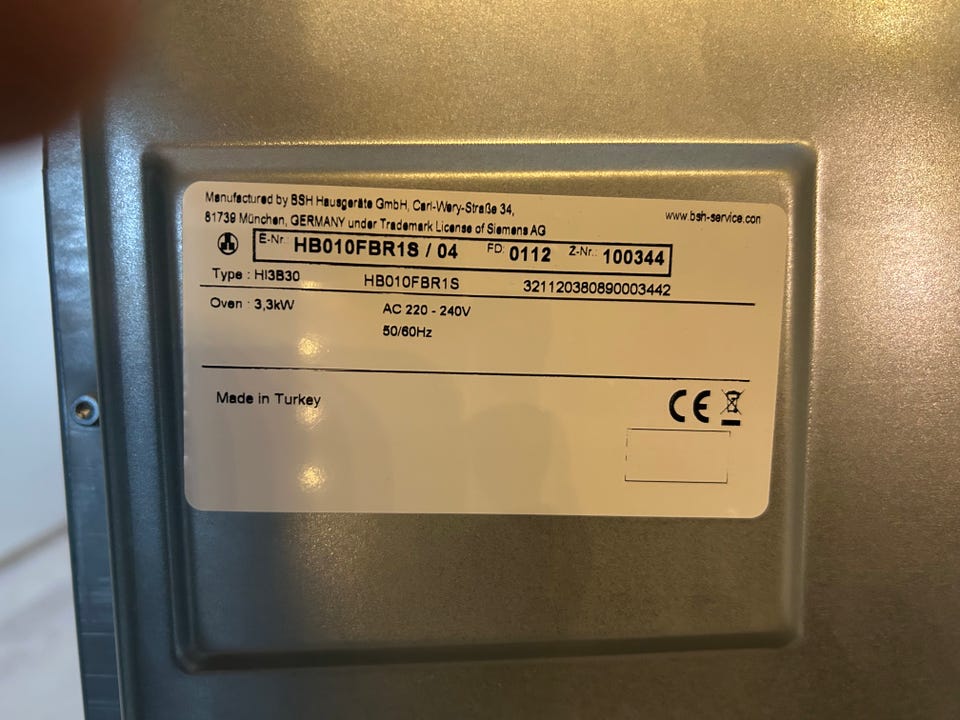 Manufactured by BSH Hausgeräte GmbH, Carl-Wery-Straße 34,
81739 München, GERMANY under Trademark License of Siemens AG
www.bsh-service.com
E-Nr.: HB010FBR1S / 04 FD: 0112 Z-Nr.: 100344
Type : HI3B30 HB010FBR1S 321120380890003442
Oven : 3,3kW AC 220 - 240V
50/60Hz
Made in Turkey
CE